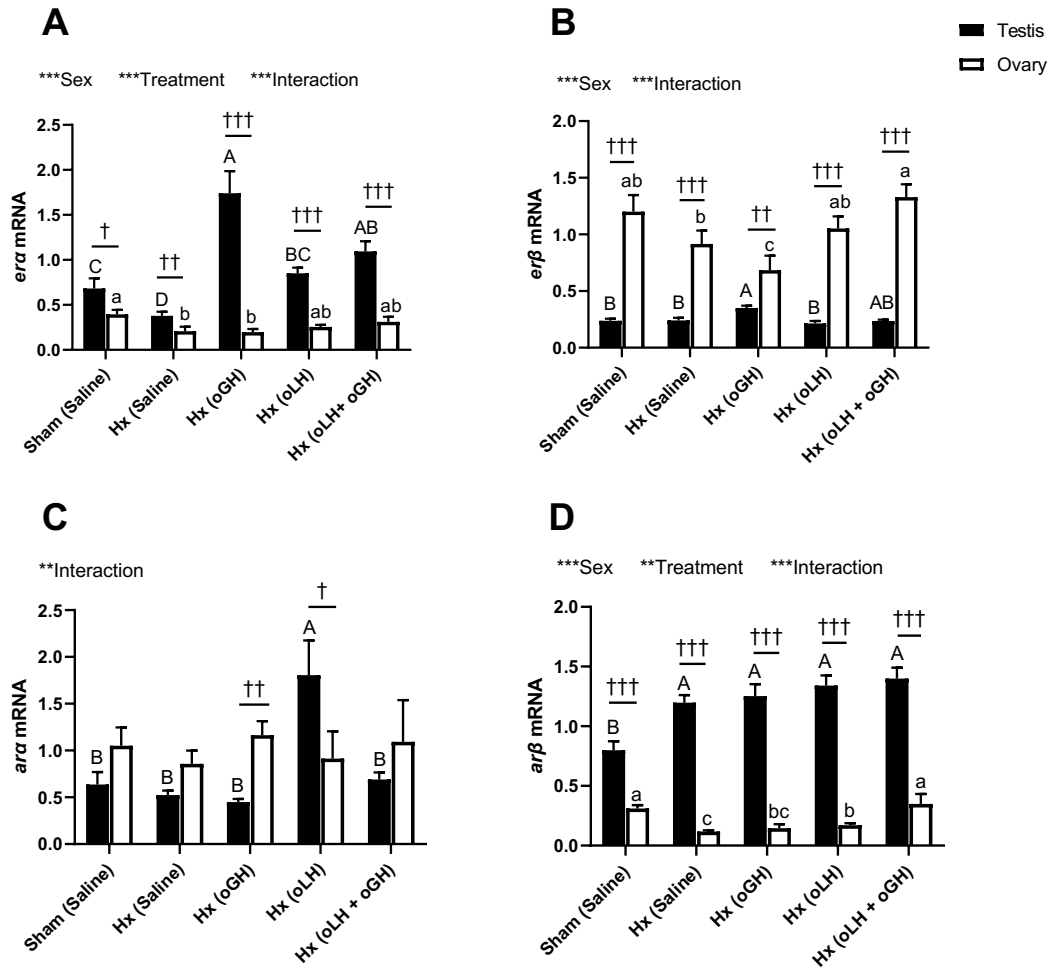 A
***Sex ***Treatment ***Interaction
erα mRNA
2.5
2.0
1.5
1.0
0.5
0.0
† †† ††† ††† †††
C a D b A b BC ab AB ab
Sham (Saline)
Hx (Saline)
Hx (oGH)
Hx (oLH)
Hx (oLH+ oGH)
B
***Sex ***Interaction
erβ mRNA
2.0
1.5
1.0
0.5
0.0
††† ††† †† ††† †††
B ab B b A c B ab AB a
Sham (Saline)
Hx (Saline)
Hx (oGH)
Hx (oLH)
Hx (oLH + oGH)
Testis
Ovary
C
**Interaction
arα mRNA
2.5
2.0
1.5
1.0
0.5
0.0
†† †
B B B A B
Sham (Saline)
Hx (Saline)
Hx (oGH)
Hx (oLH)
Hx (oLH + oGH)
D
***Sex **Treatment ***Interaction
arβ mRNA
2.0
1.5
1.0
0.5
0.0
††† ††† ††† ††† †††
B a A c A bc A b A a
Sham (Saline)
Hx (Saline)
Hx (oGH)
Hx (oLH)
Hx (oLH + oGH)